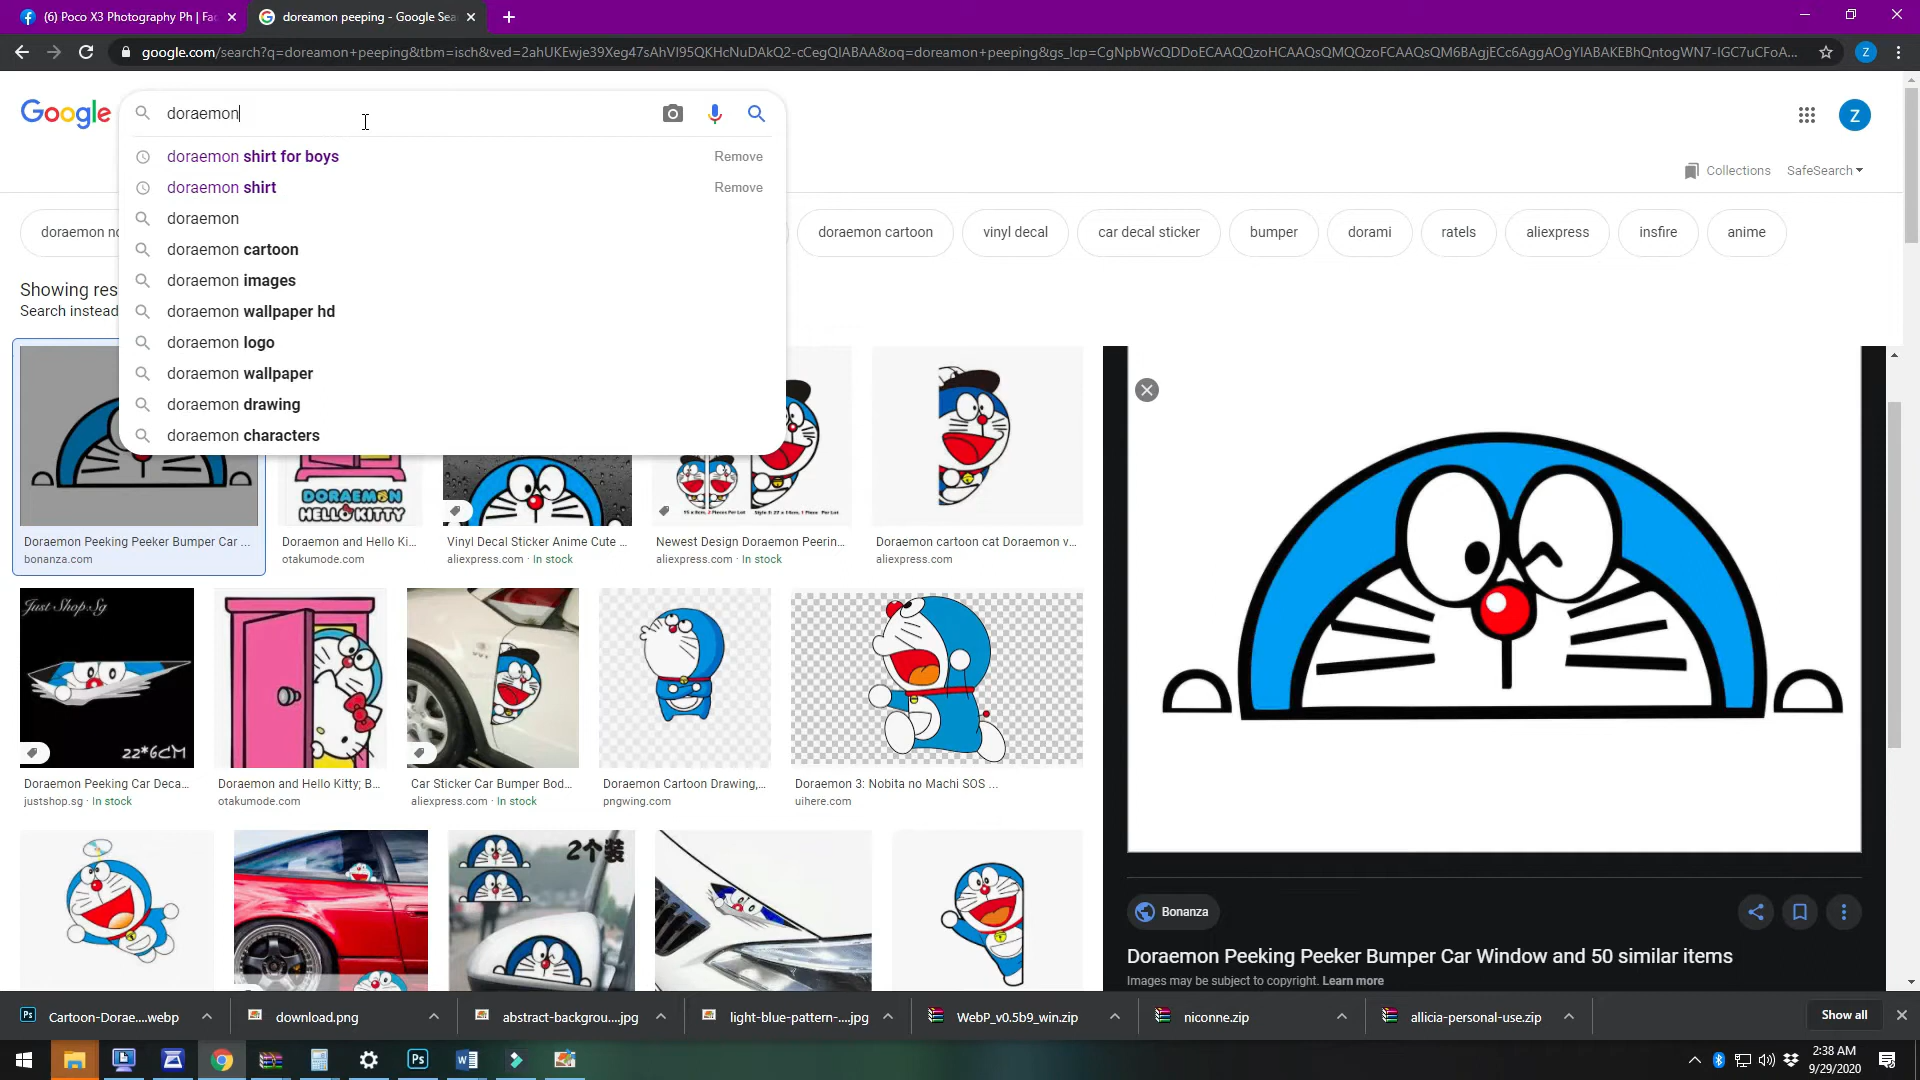 (6) Poco X3 Photography Ph | Fac
doreamon peeping - Google Sea
google.com/search?q=doreamon+peeping&tbm=isch&ved=2ahUKEwje39Xeg47sAhVI95QKHcNuDAkQ2-cCegQIABAA&oq=doreamon+peeping&gs_lcp=CgNpbWcQDDoECAAQQzoHCAAQsQMQQzoFCAAQsQM6BAgjECc6AggAOgYIABAKEBhQntogWN7-IGC7uCFoA...
Z
Google
doraemon
Z
doraemon shirt for boys
Remove
doraemon shirt
Remove
doraemon
doraemon cartoon
doraemon images
doraemon wallpaper hd
doraemon logo
doraemon wallpaper
doraemon drawing
doraemon characters
Collections
SafeSearch
doraemon no
doraemon cartoon
vinyl decal
car decal sticker
bumper
dorami
ratels
aliexpress
insfire
anime
Showing res
Search instead
DORAEMON
HELLO KITTY
Doraemon Peeking Peeker Bumper Car ...
bonanza.com
Doraemon and Hello Ki...
otakumode.com
Vinyl Decal Sticker Anime Cute ...
aliexpress.com · In stock
Newest Design Doraemon Peerin...
aliexpress.com · In stock
Doraemon cartoon cat Doraemon v...
aliexpress.com
Just Shop.Sg
22*6CM
Doraemon Peeking Car Deca...
justshop.sg · In stock
Doraemon and Hello Kitty; B...
otakumode.com
Car Sticker Car Bumper Bod...
aliexpress.com · In stock
Doraemon Cartoon Drawing,...
pngwing.com
Doraemon 3: Nobita no Machi SOS ...
uihere.com
2个装
Bonanza
Doraemon Peeking Peeker Bumper Car Window and 50 similar items
Images may be subject to copyright. Learn more
Cartoon-Dorae....webp
download.png
abstract-backgrou....jpg
light-blue-pattern-....jpg
WebP_v0.5b9_win.zip
niconne.zip
allicia-personal-use.zip
Show all
Ps
2:38 AM
9/29/2020